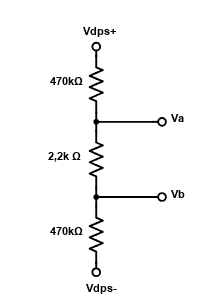 Vdps+
470kΩ
Va
2,2k Ω
Vb
470kΩ
Vdps-